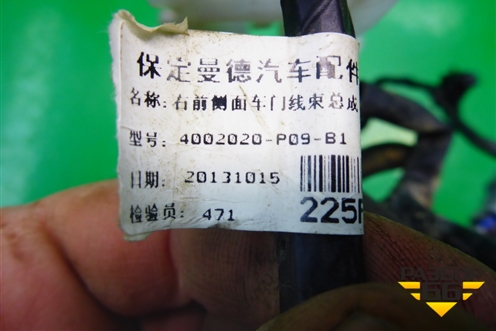 保定曼德汽车配件
名称: 右前侧面车门线束总成
型号: 4002020-P09-B1
日期: 20131015
检验员: 471
225F